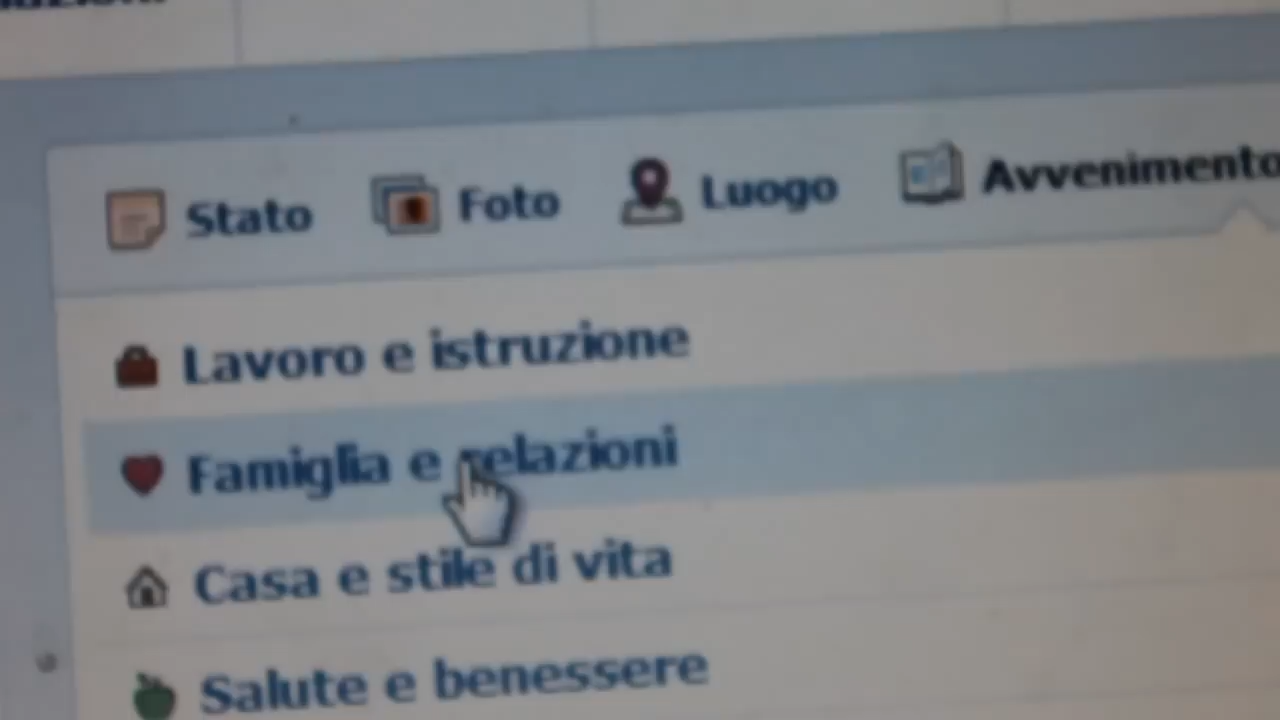 Stato Foto Luogo Avvenimento
Lavoro e istruzione
Famiglia e relazioni
Casa e stile di vita
Salute e benessere